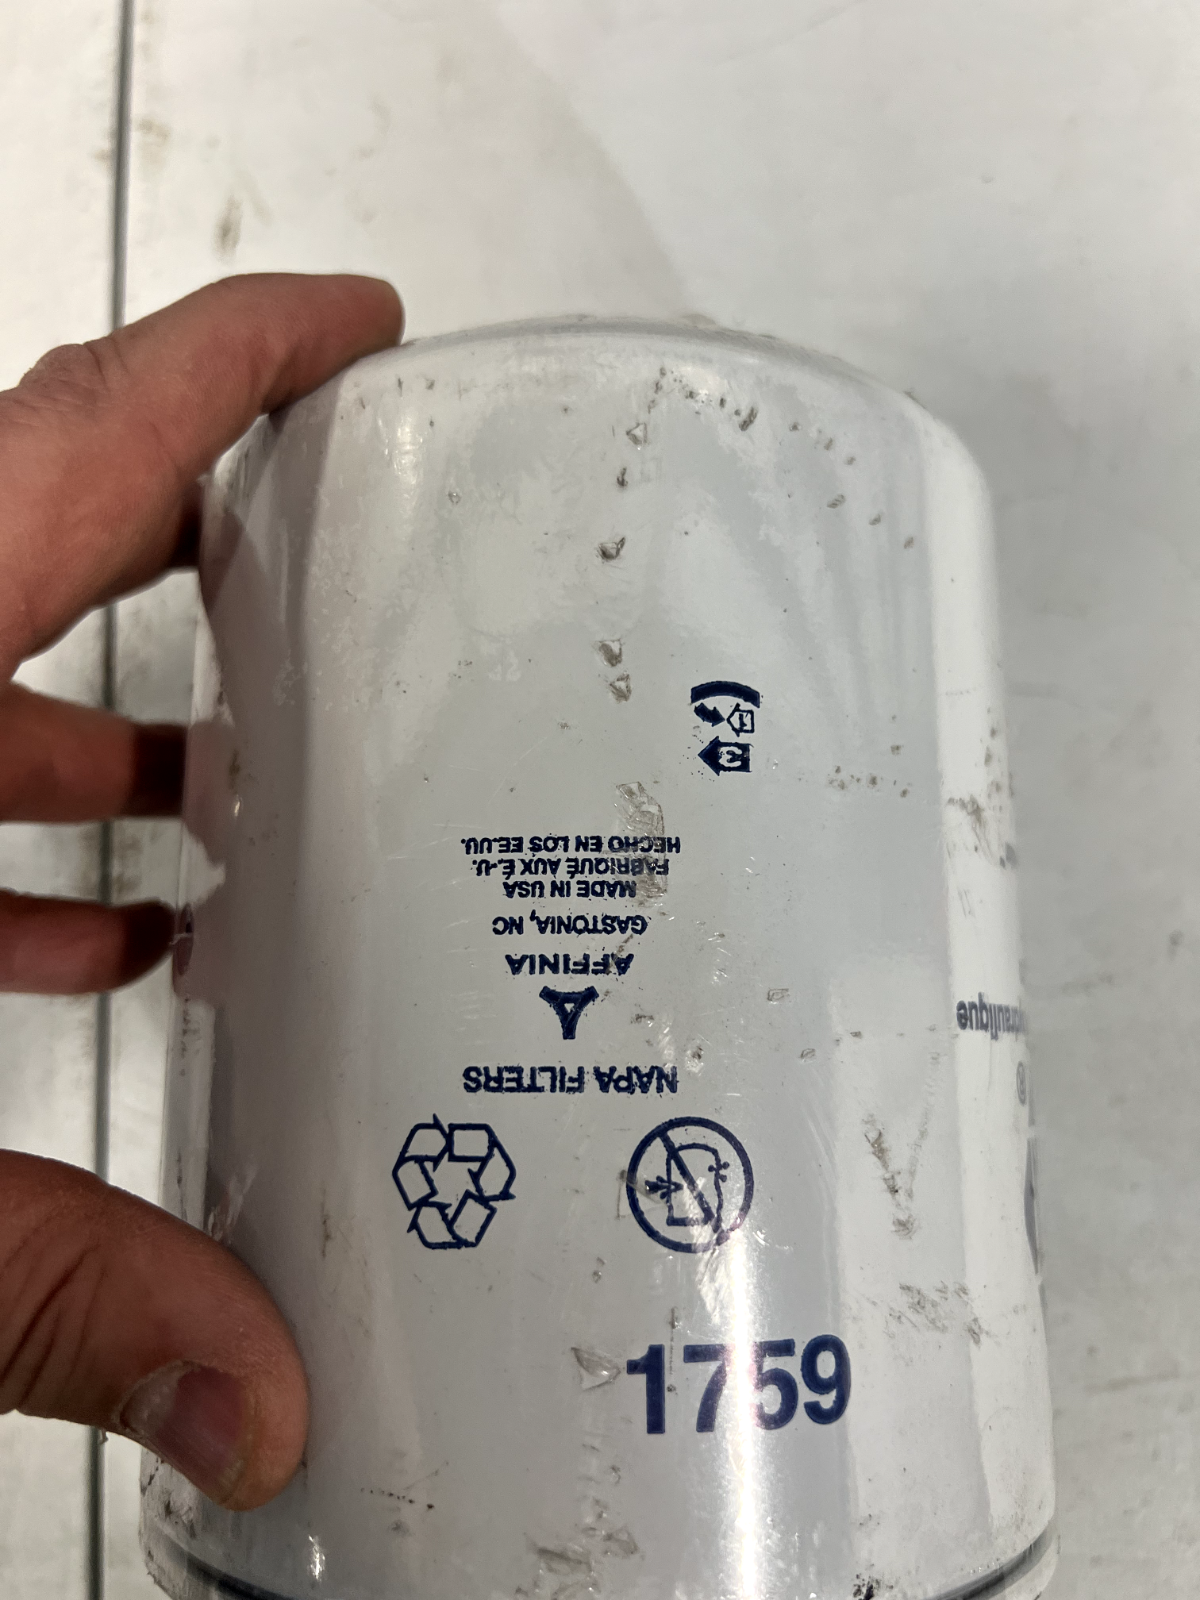 1759
NAPA FILTERS
AFFINIA
GASTONIA, NC
MADE IN USA
FABRIQUÉ AUX É.-U.
HECHO EN LOS EE.UU.